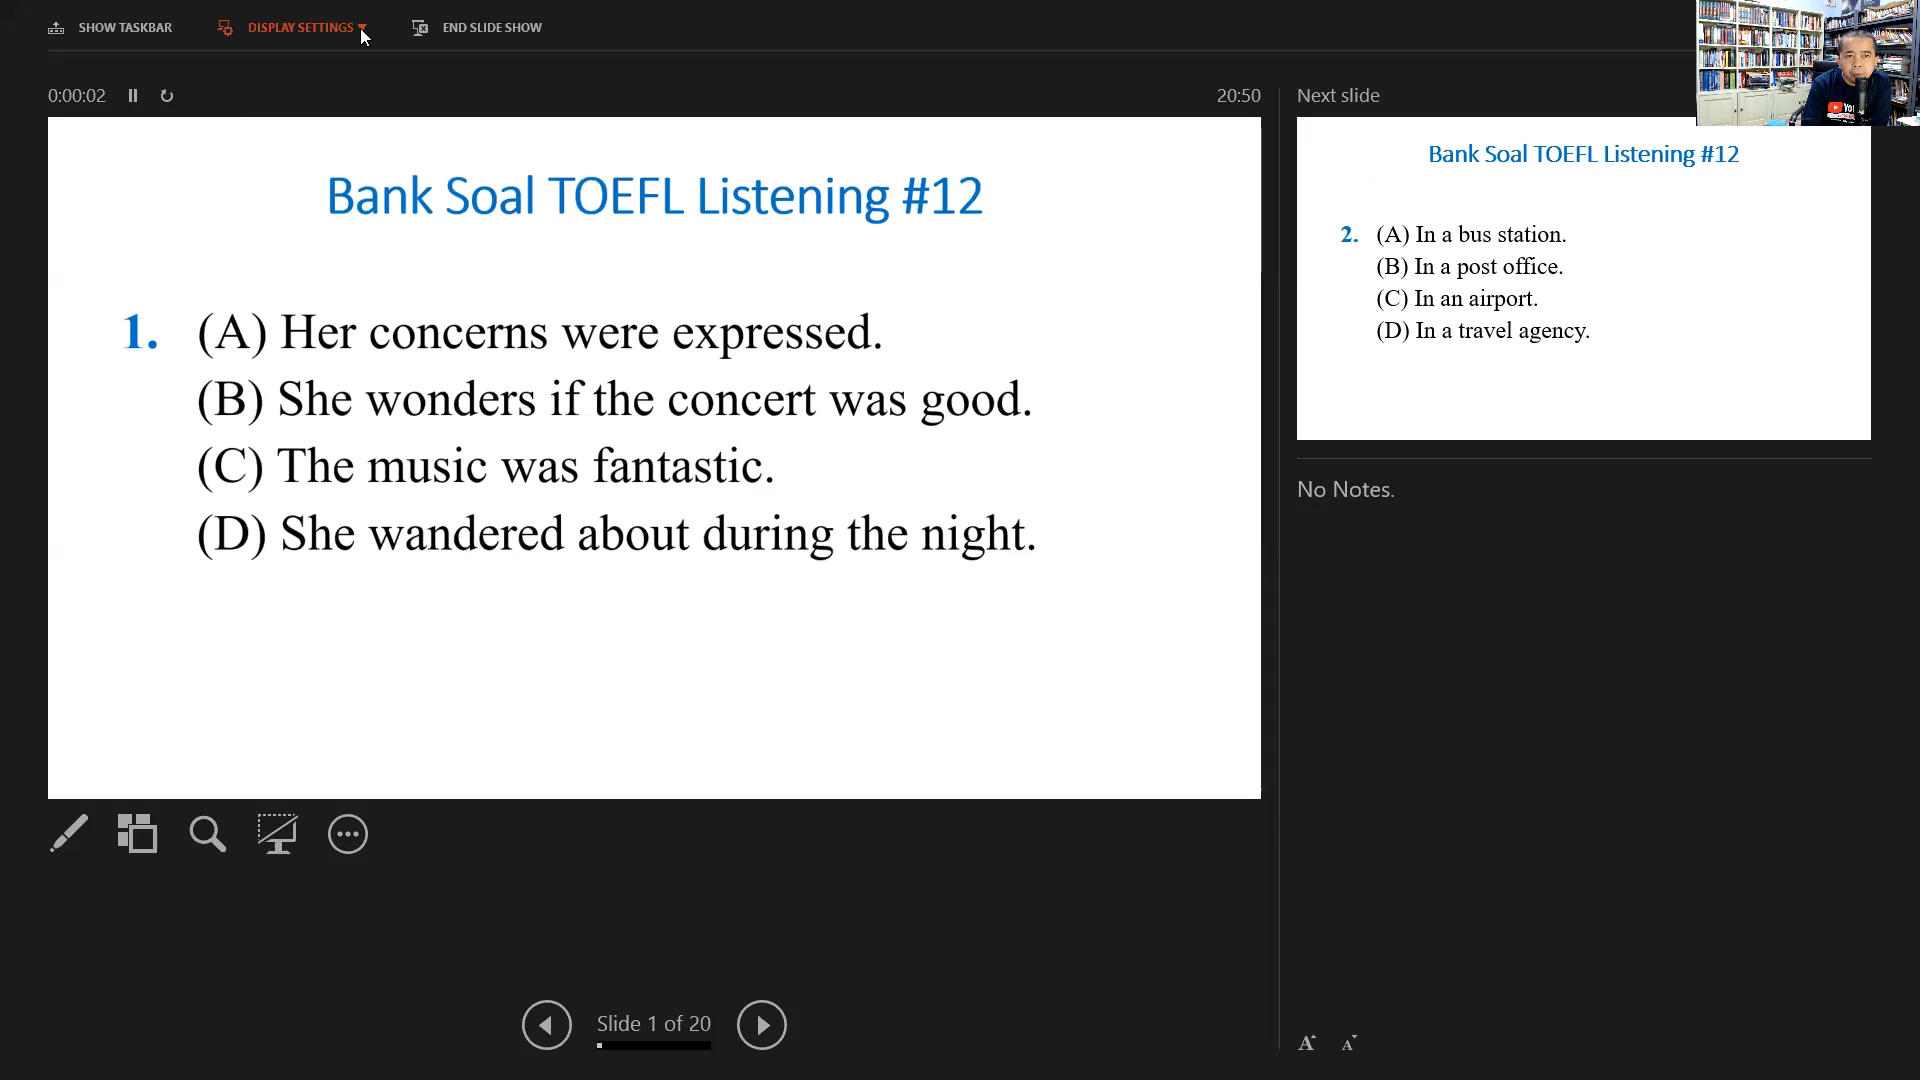 SHOW TASKBAR
DISPLAY SETTINGS
END SLIDE SHOW
0:00:02
20:50
Next slide
Bank Soal TOEFL Listening #12
1. (A) Her concerns were expressed.
(B) She wonders if the concert was good.
(C) The music was fantastic.
(D) She wandered about during the night.
Bank Soal TOEFL Listening #12
2. (A) In a bus station.
(B) In a post office.
(C) In an airport.
(D) In a travel agency.
No Notes.
Slide 1 of 20
A A